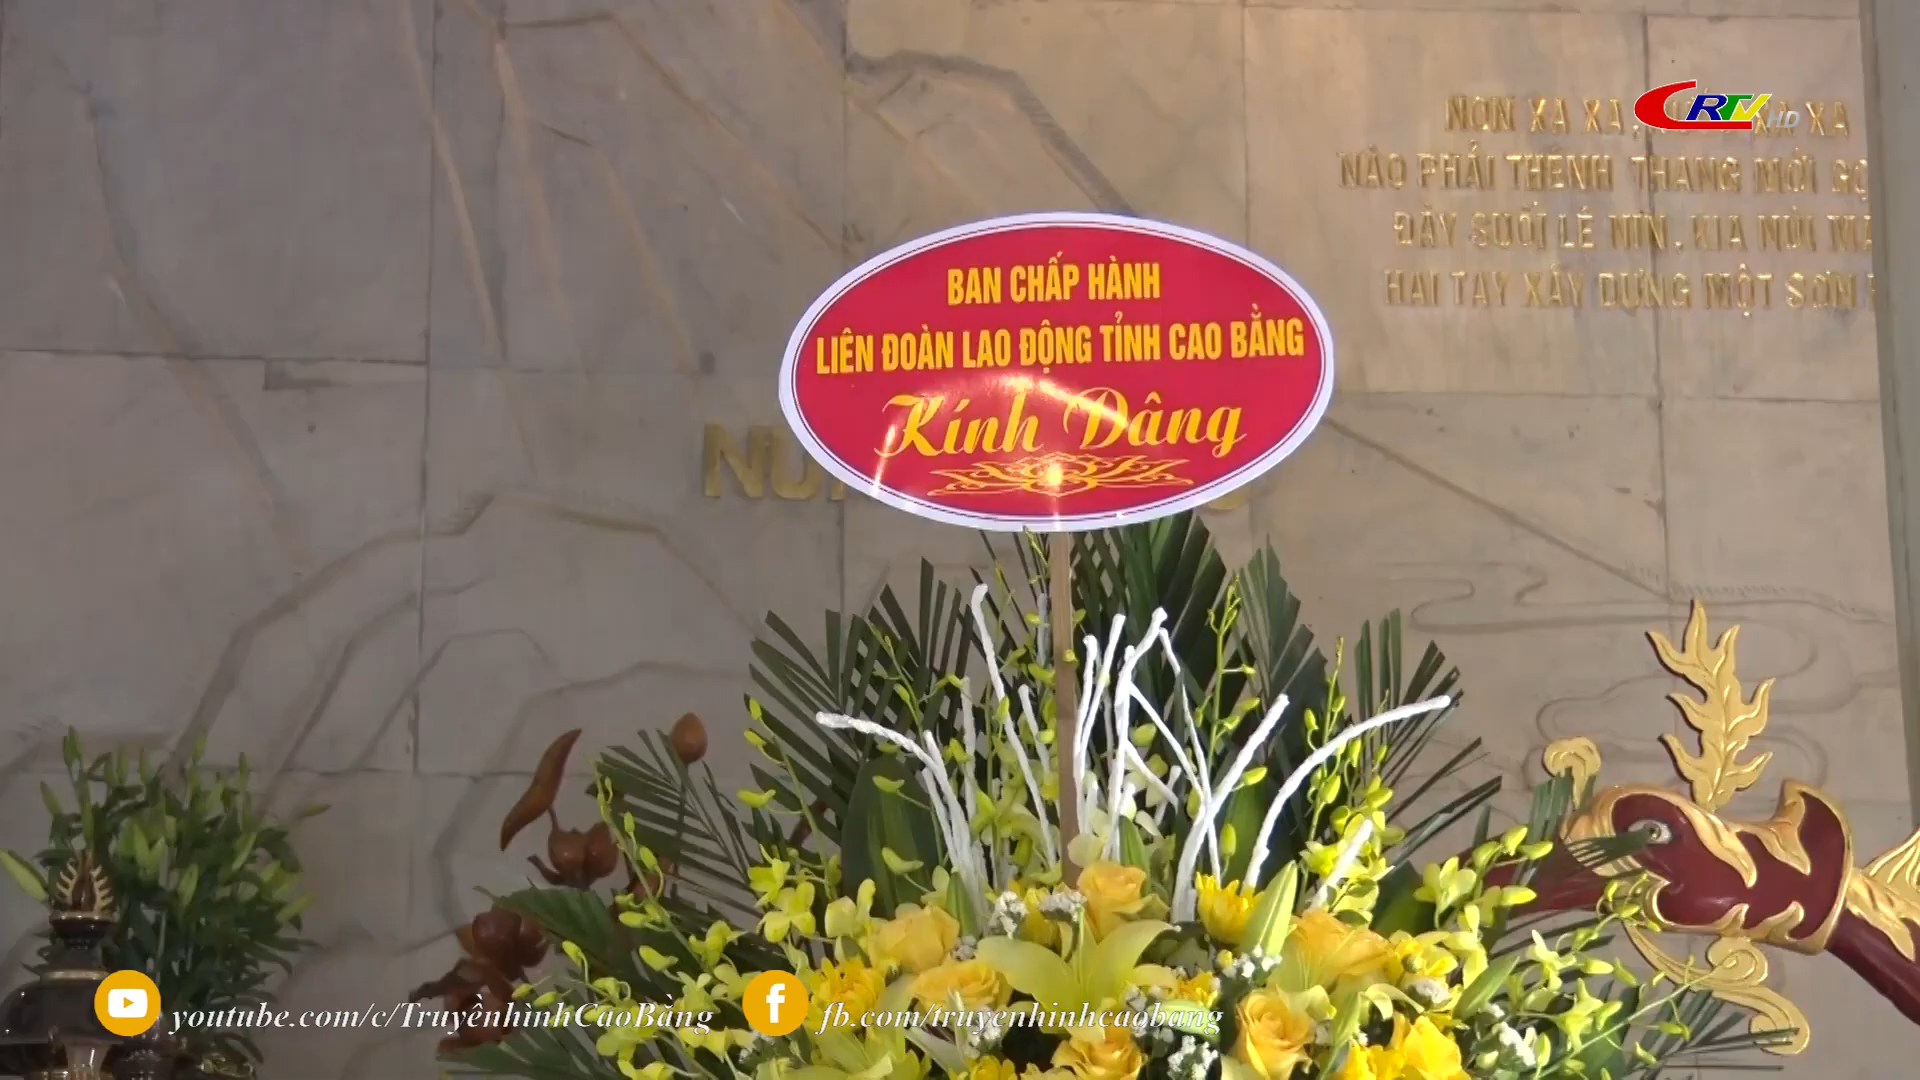 CRTV HD
NON XA XA, XA XA
NÀO PHẢI THÊNH THANG MỚI
ĐÂY SUỐI LÊ NIN, KIA NÚI
HAI TAY XÂY DỰNG MỘT SƠN
BAN CHẤP HÀNH
LIÊN ĐOÀN LAO ĐỘNG TỈNH CAO BẰNG
Kính Dâng
youtube.com/c/TruyềnhìnhCaoBằng
fb.com/truyenhinhcaobang